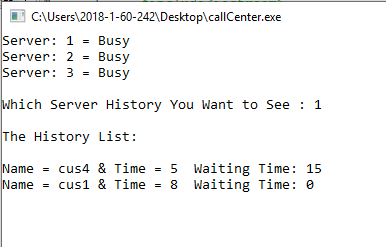 C:\Users\2018-1-60-242\Desktop\callCenter.exe
Server: 1 = Busy
Server: 2 = Busy
Server: 3 = Busy
Which Server History You Want to See : 1
The History List:
Name = cus4 & Time = 5  Waiting Time: 15
Name = cus1 & Time = 8  Waiting Time: 0